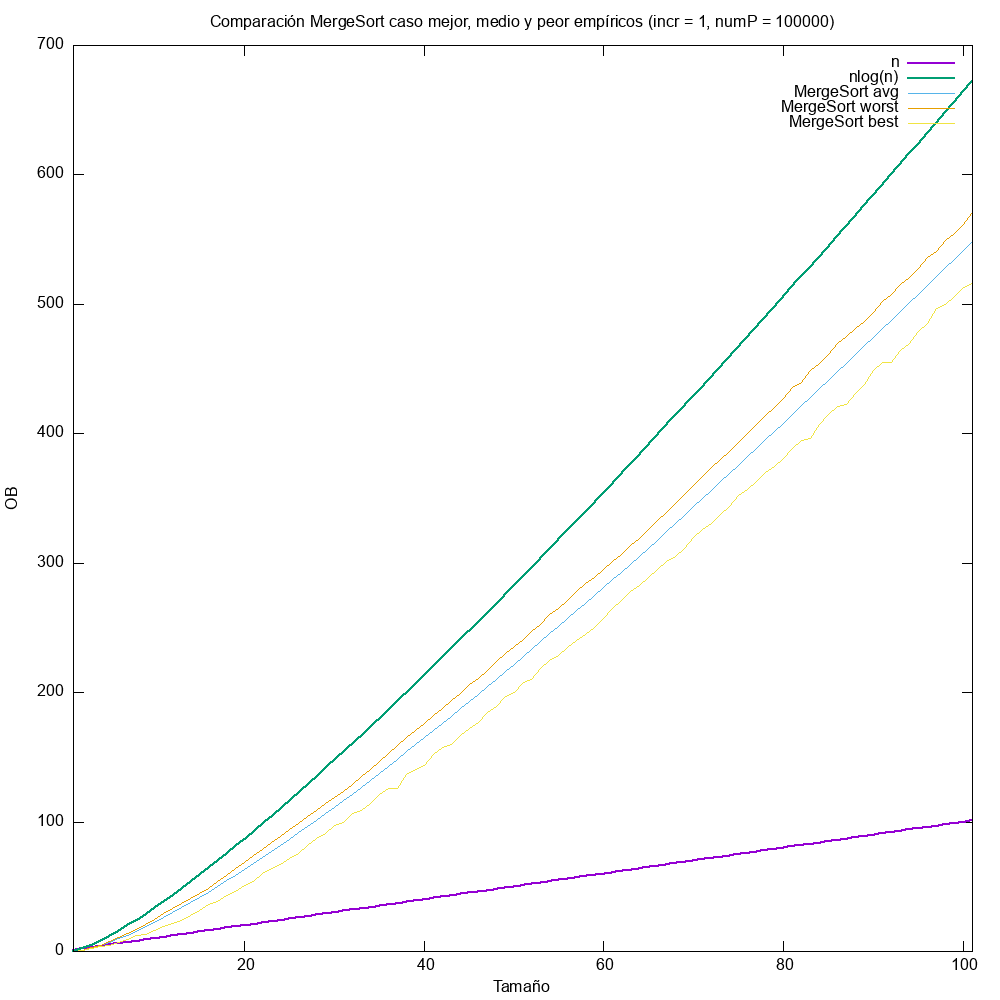 Comparación MergeSort caso mejor, medio y peor empíricos (incr = 1, numP = 100000)
700
600
500
400
300
200
100
0
OB
n
nlog(n)
MergeSort avg
MergeSort worst
MergeSort best
20
40
60
80
100
Tamaño